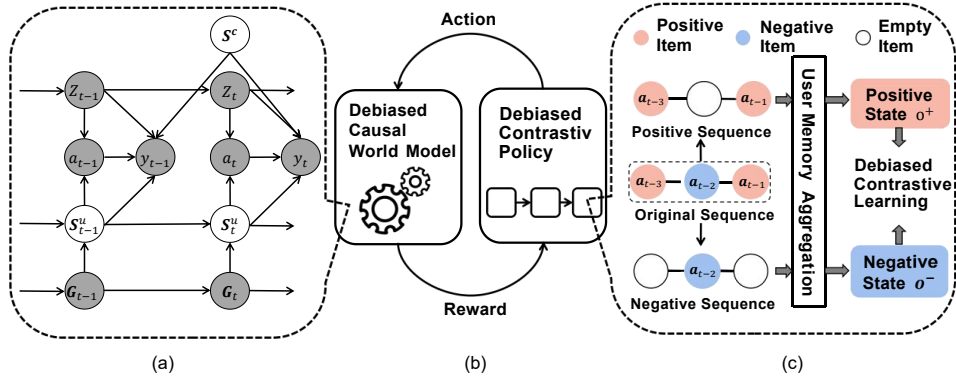 S^c
Z_{t-1}
Z_t
a_{t-1}
y_{t-1}
a_t
y_t
S^u_{t-1}
S^u_t
G_{t-1}
G_t
(a)
Action
Debiased
Causal
World Model
Debiased
Contrastiv
Policy
Reward
(b)
Positive
Item
Negative
Item
Empty
Item
a_{t-3}
a_{t-1}
Positive Sequence
a_{t-3}
a_{t-2}
a_{t-1}
Original Sequence
a_{t-2}
Negative Sequence
User Memory Aggregation
Positive
State o^+
Debiased
Contrastive
Learning
Negative
State o^−
(c)